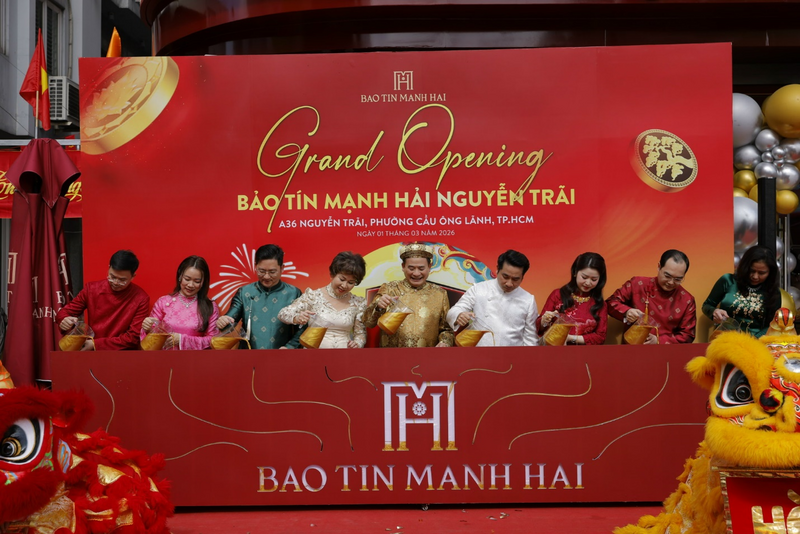 BAO TIN MANH HAI
Grand Opening
BẢO TÍN MẠNH HẢI NGUYỄN TRÃI
A36 NGUYỄN TRÃI, PHƯỜNG CẦU ÔNG LÃNH, TP.HCM
NGÀY 01 THÁNG 03 NĂM 2026
BAO TIN MANH HAI